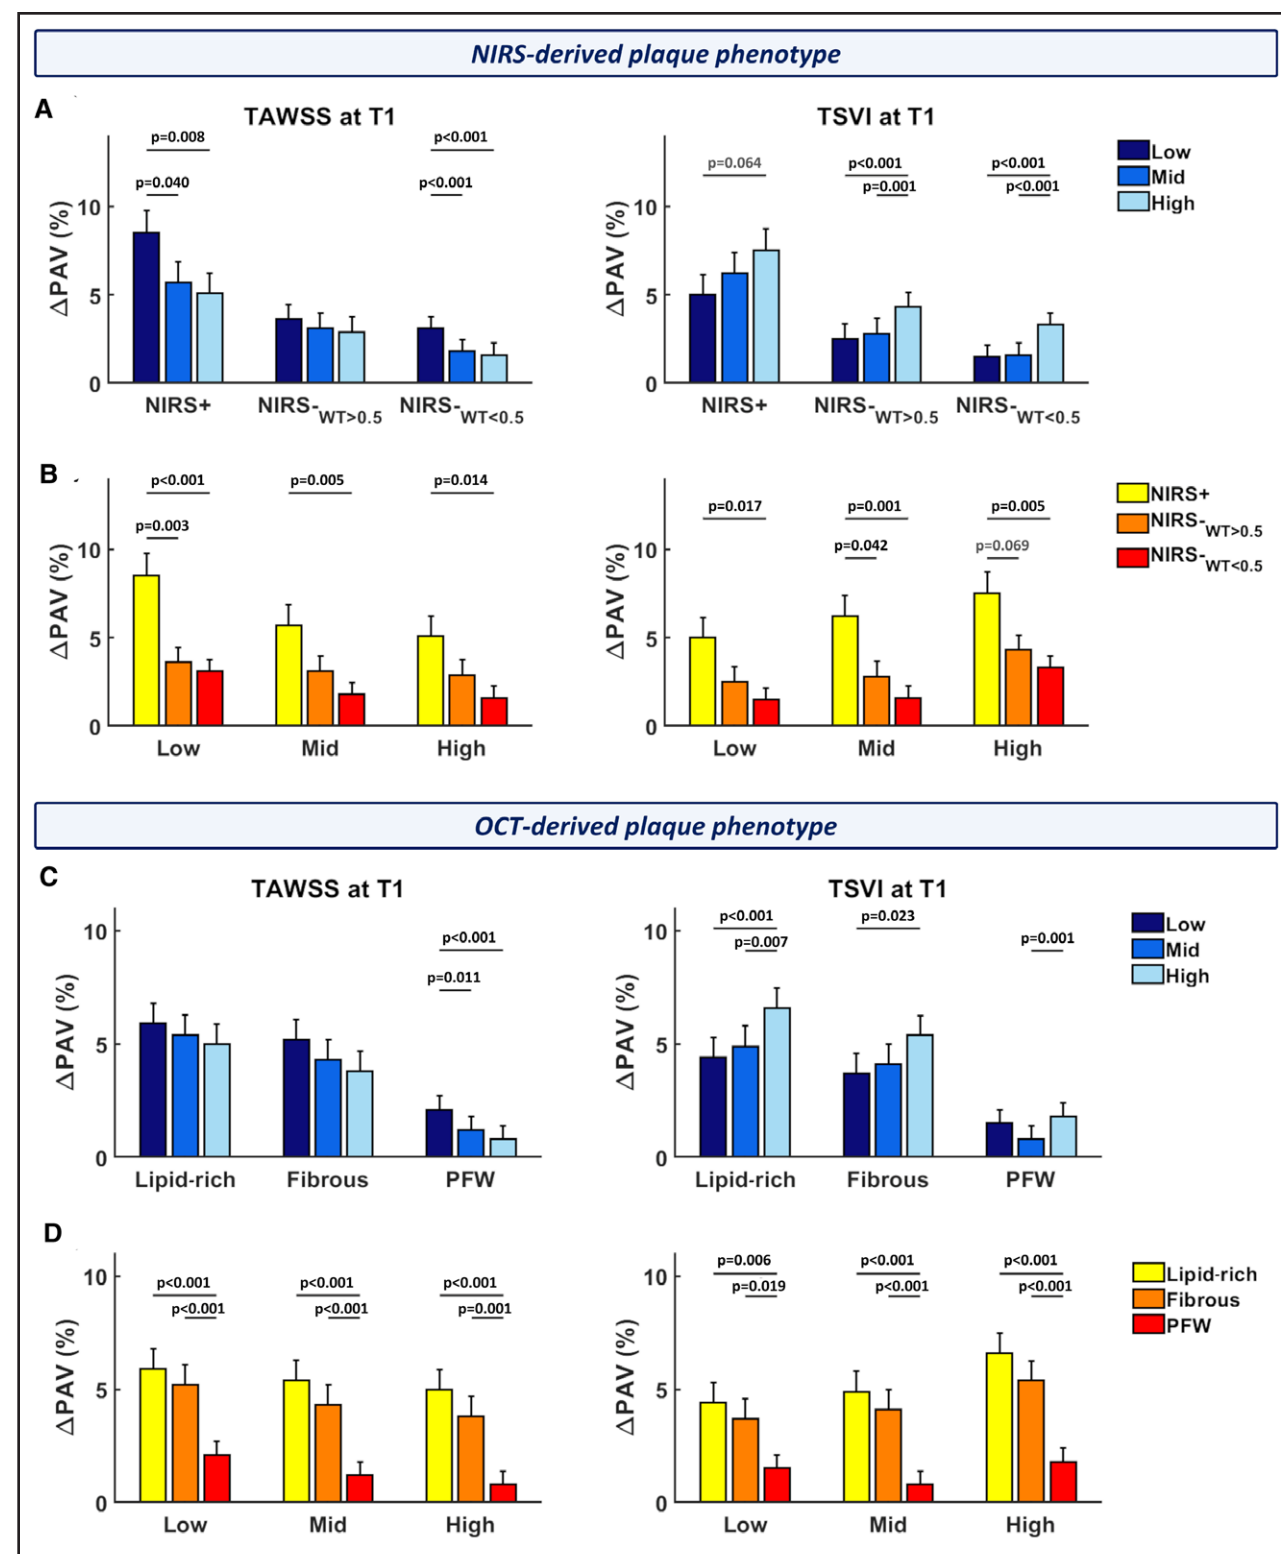 NIRS-derived plaque phenotype
A
TAWSS at T1
TSVI at T1
p=0.008
p<0.001
p=0.040
p<0.001
p=0.064
p<0.001
p<0.001
p=0.001
p<0.001
Low
Mid
High
ΔPAV (%)
10
5
0
NIRS+
NIRS-WT>0.5
NIRS-WT<0.5
ΔPAV (%)
10
5
0
NIRS+
NIRS-WT>0.5
NIRS-WT<0.5
B
p<0.001
p=0.005
p=0.014
p=0.003
p=0.017
p=0.001
p=0.005
p=0.042
p=0.069
NIRS+
NIRS-WT>0.5
NIRS-WT<0.5
ΔPAV (%)
10
5
0
Low
Mid
High
ΔPAV (%)
10
5
0
Low
Mid
High
OCT-derived plaque phenotype
C
TAWSS at T1
TSVI at T1
p<0.001
p=0.011
p<0.001
p=0.023
p=0.007
p=0.001
Low
Mid
High
ΔPAV (%)
10
5
0
Lipid-rich
Fibrous
PFW
ΔPAV (%)
10
5
0
Lipid-rich
Fibrous
PFW
D
p<0.001
p<0.001
p<0.001
p<0.001
p<0.001
p=0.001
p=0.006
p<0.001
p<0.001
p=0.019
p<0.001
p<0.001
Lipid-rich
Fibrous
PFW
ΔPAV (%)
10
5
0
Low
Mid
High
ΔPAV (%)
10
5
0
Low
Mid
High